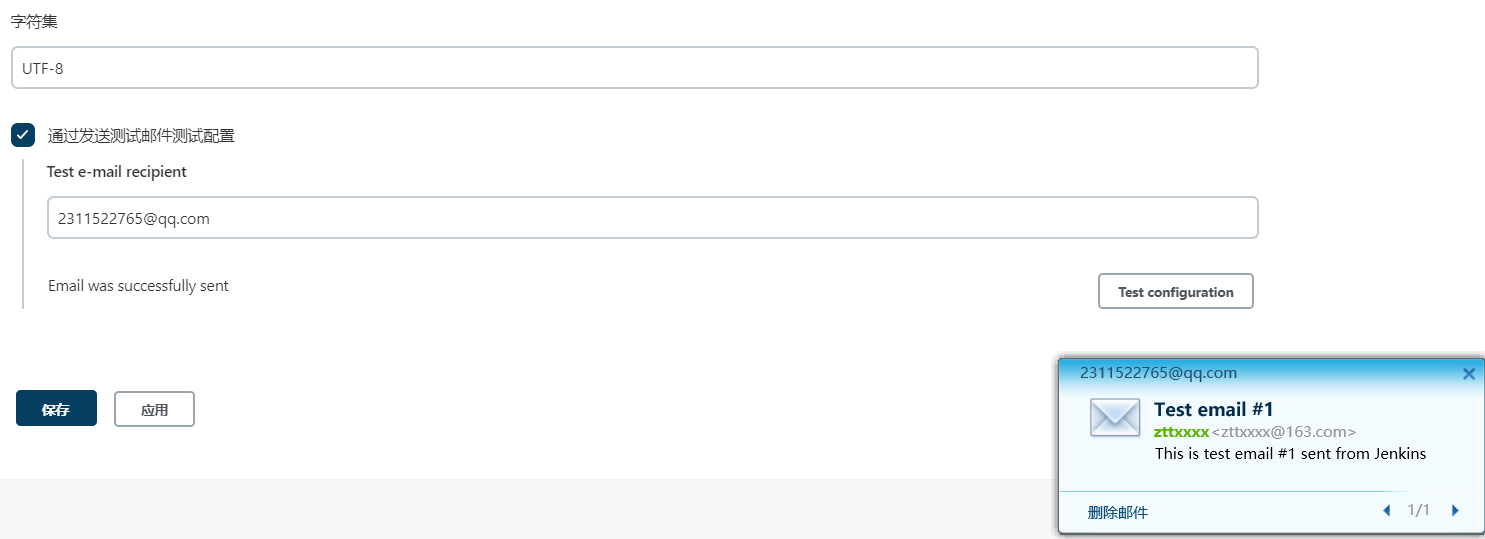 字符集
UTF-8
通过发送测试邮件测试配置
Test e-mail recipient
2311522765@qq.com
Email was successfully sent
Test configuration
保存
应用
2311522765@qq.com
Test email #1
zttxxxx<zttxxxx@163.com>
This is test email #1 sent from Jenkins
删除邮件
1/1